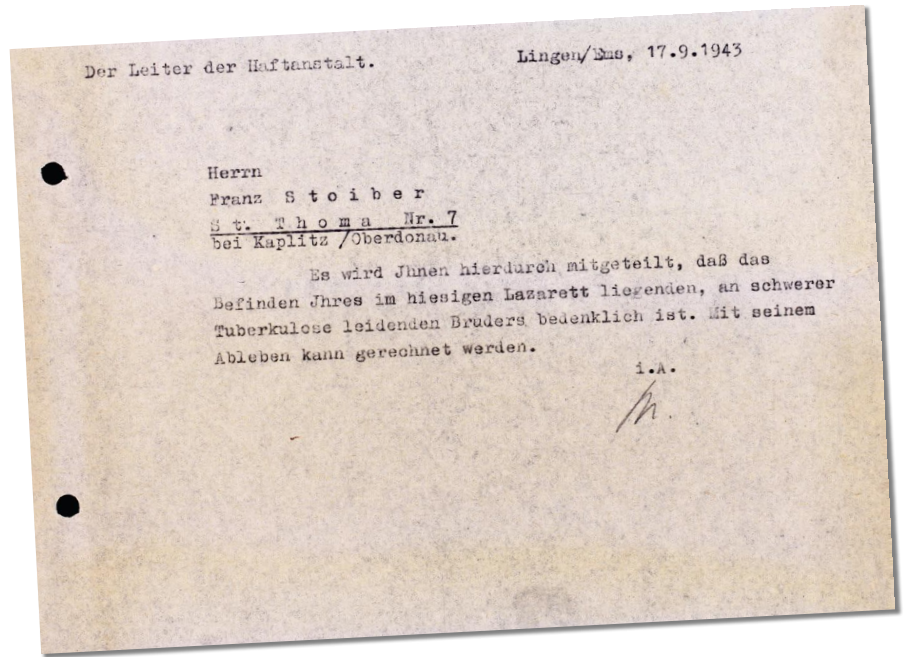 Der Leiter der Haftanstalt.
Lingen/Ems, 17.9.1943
Herrn
Franz S t o i b e r
S t. T h o m a Nr. 7
bei Kaplitz /Oberdonau.
Es wird Jhnen hierdurch mitgeteilt, daß das
Befinden Jhres im hiesigen Lazarett liegenden, an schwerer
Tuberkulose leidenden Bruders bedenklich ist. Mit seinem
Ableben kann gerechnet werden.
i.A.